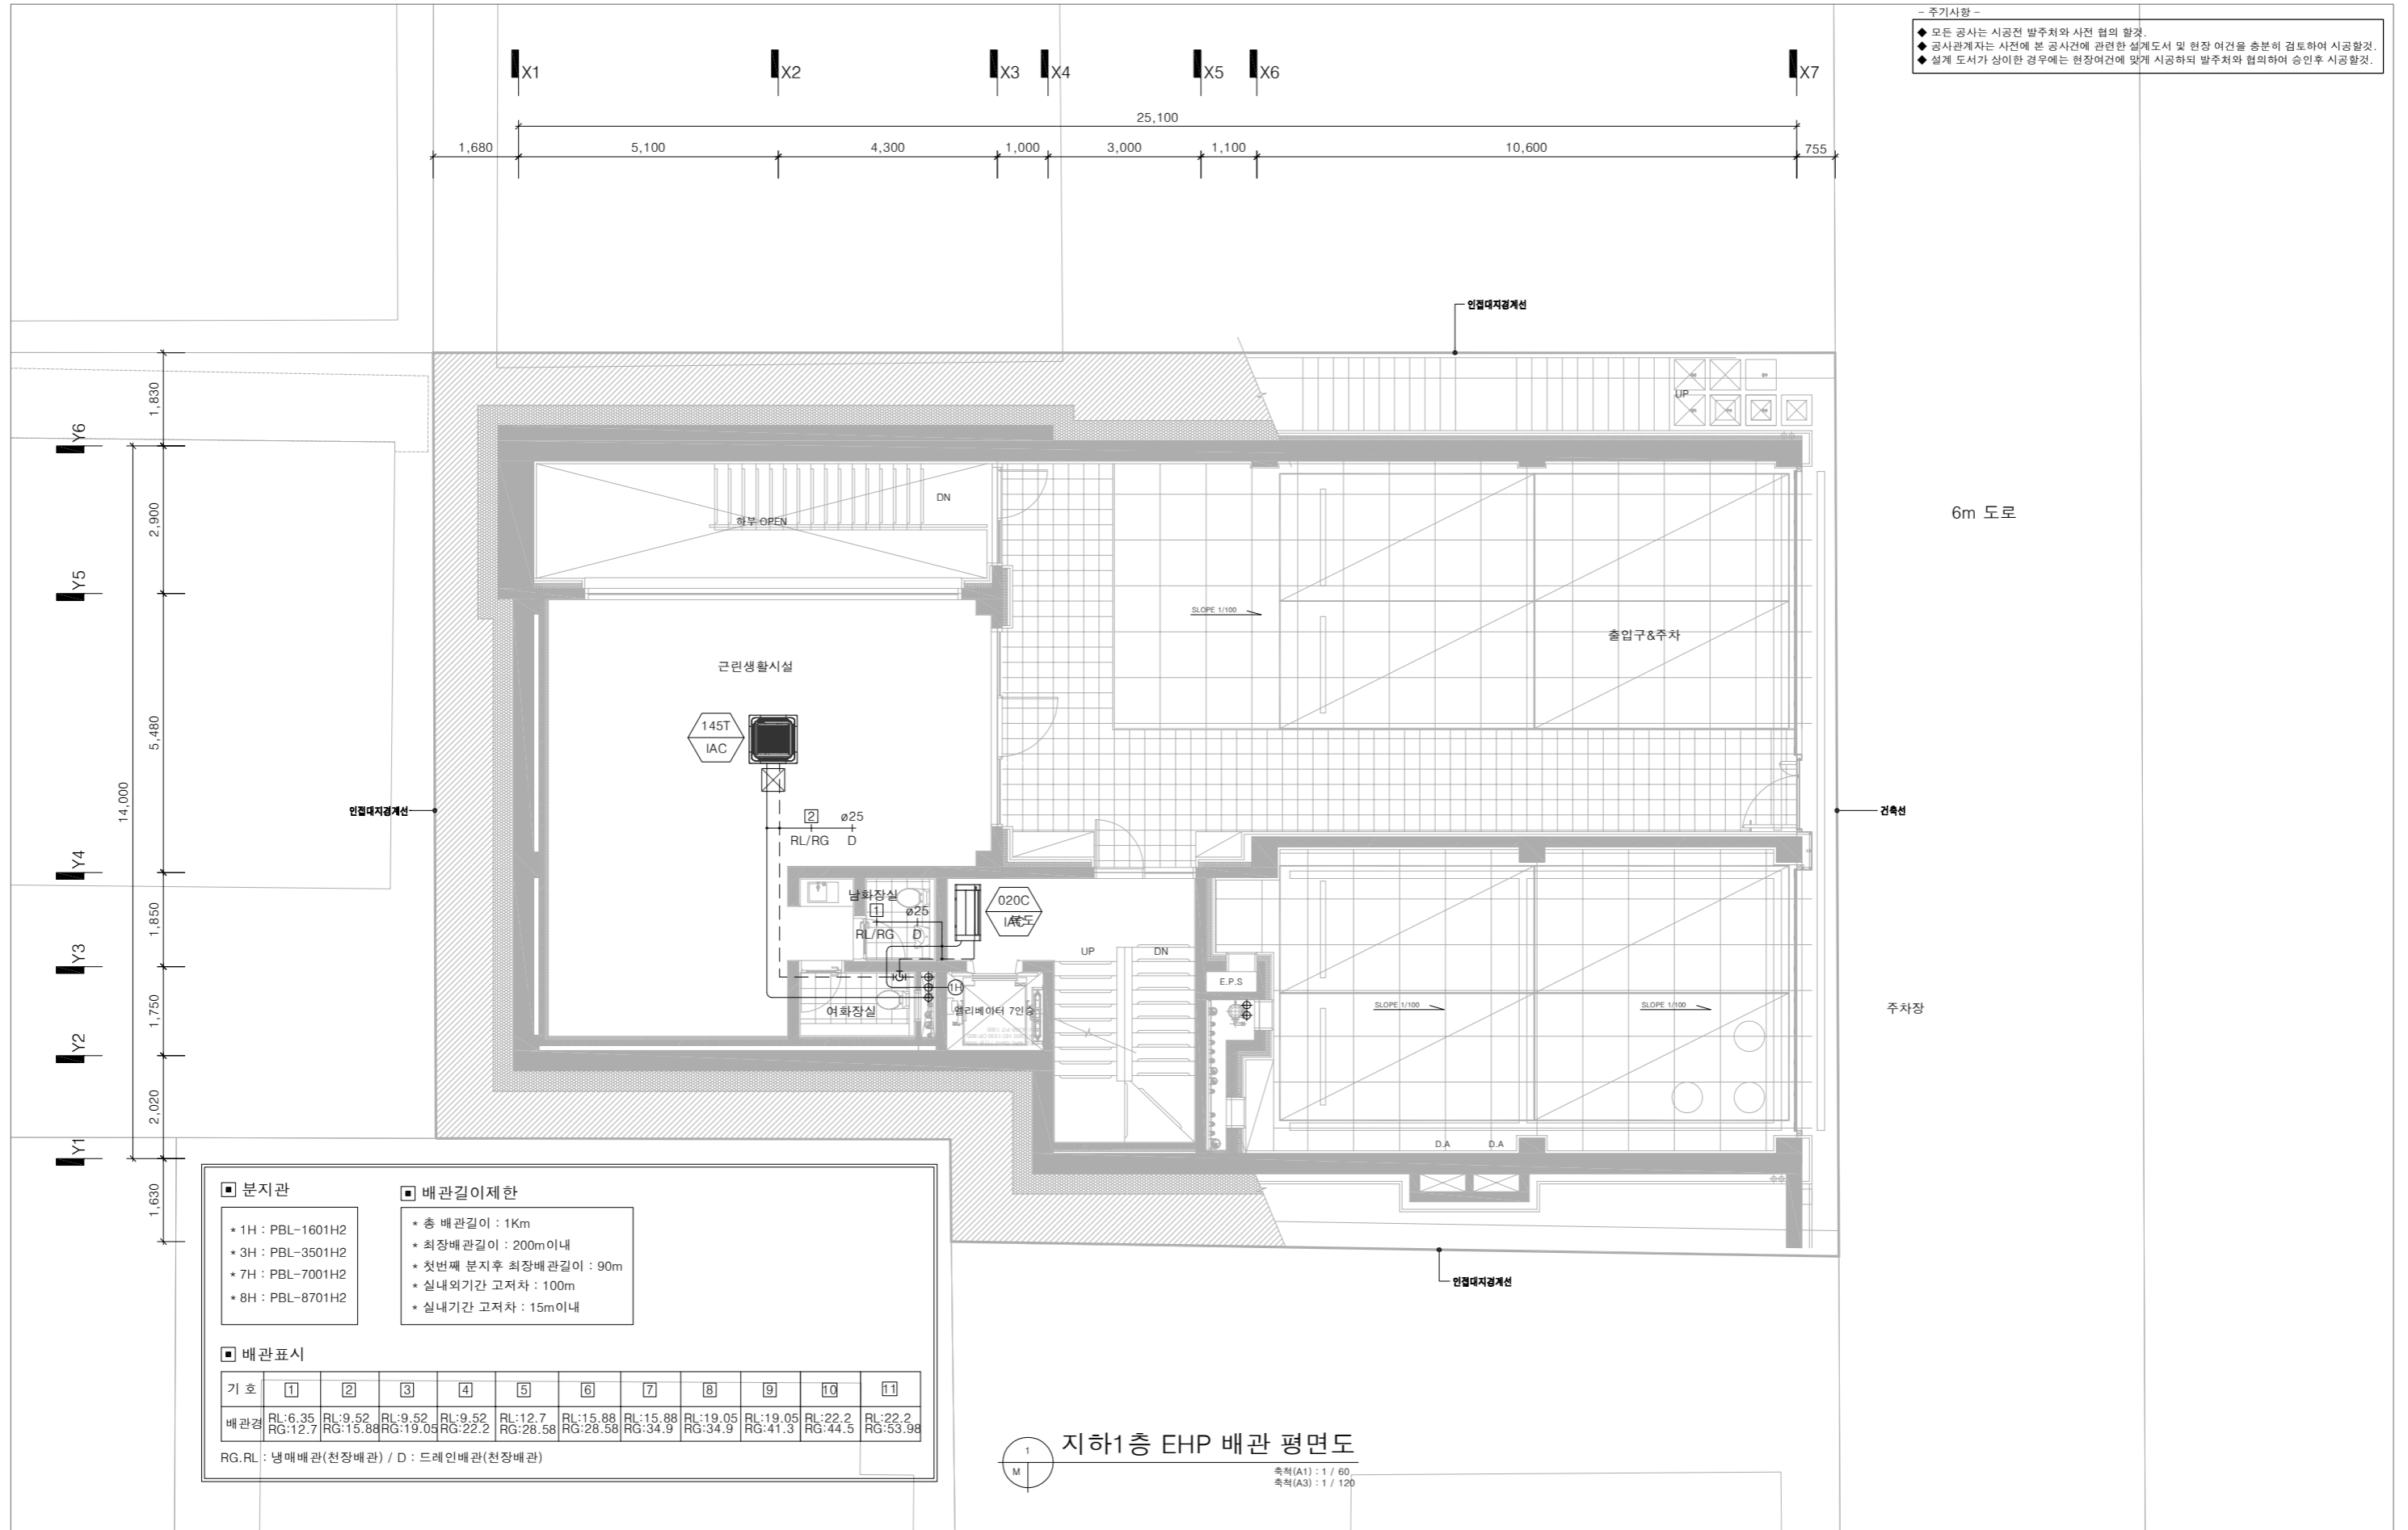 - 주기사항 -
◆ 모든 공사는 시공전 발주처와 사전 협의 할것.
◆ 공사관계자는 사전에 본 공사건에 관련한 설계도서 및 현장 여건을 충분히 검토하여 시공할것.
◆ 설계 도서가 상이한 경우에는 현장여건에 맞게 시공하되 발주처와 협의하여 승인후 시공할것.
X1
X2
X3
X4
X5
X6
X7
25,100
1,680
5,100
4,300
1,000
3,000
1,100
10,600
755
인접대지경계선
1,830
Y6
2,900
Y5
5,480
14,000
Y4
1,850
Y3
1,750
Y2
2,020
Y1
1,630
UP
DN
하부 OPEN
6m 도로
SLOPE 1/100
출입구&주차
근린생활시설
145T
IAC
인접대지경계선
건축선
2 ø25
RL/RG D
남화장실
1 ø25
RL/RG D
020C
IAC
복도
UP
DN
E.P.S
1H
여화장실
엘리베이터 7인승
SLOPE 1/100
SLOPE 1/100
주차장
D.A
D.A
인접대지경계선
▣ 분지관
* 1H : PBL-1601H2
* 3H : PBL-3501H2
* 7H : PBL-7001H2
* 8H : PBL-8701H2
▣ 배관길이제한
* 총 배관길이 : 1Km
* 최장배관길이 : 200m이내
* 첫번째 분지후 최장배관길이 : 90m
* 실내외기간 고저차 : 100m
* 실내기간 고저차 : 15m이내
▣ 배관표시
기 호 1 2 3 4 5 6 7 8 9 10 11
배관경 RL:6.35 RL:9.52 RL:9.52 RL:9.52 RL:12.7 RL:15.88 RL:15.88 RL:19.05 RL:19.05 RL:22.2 RL:22.2
RG:12.7 RG:15.88 RG:19.05 RG:22.2 RG:28.58 RG:28.58 RG:34.9 RG:34.9 RG:41.3 RG:44.5 RG:53.98
RG.RL : 냉매배관(천장배관) / D : 드레인배관(천장배관)
1
M
지하1층 EHP 배관 평면도
축척(A1) : 1 / 60
축척(A3) : 1 / 120